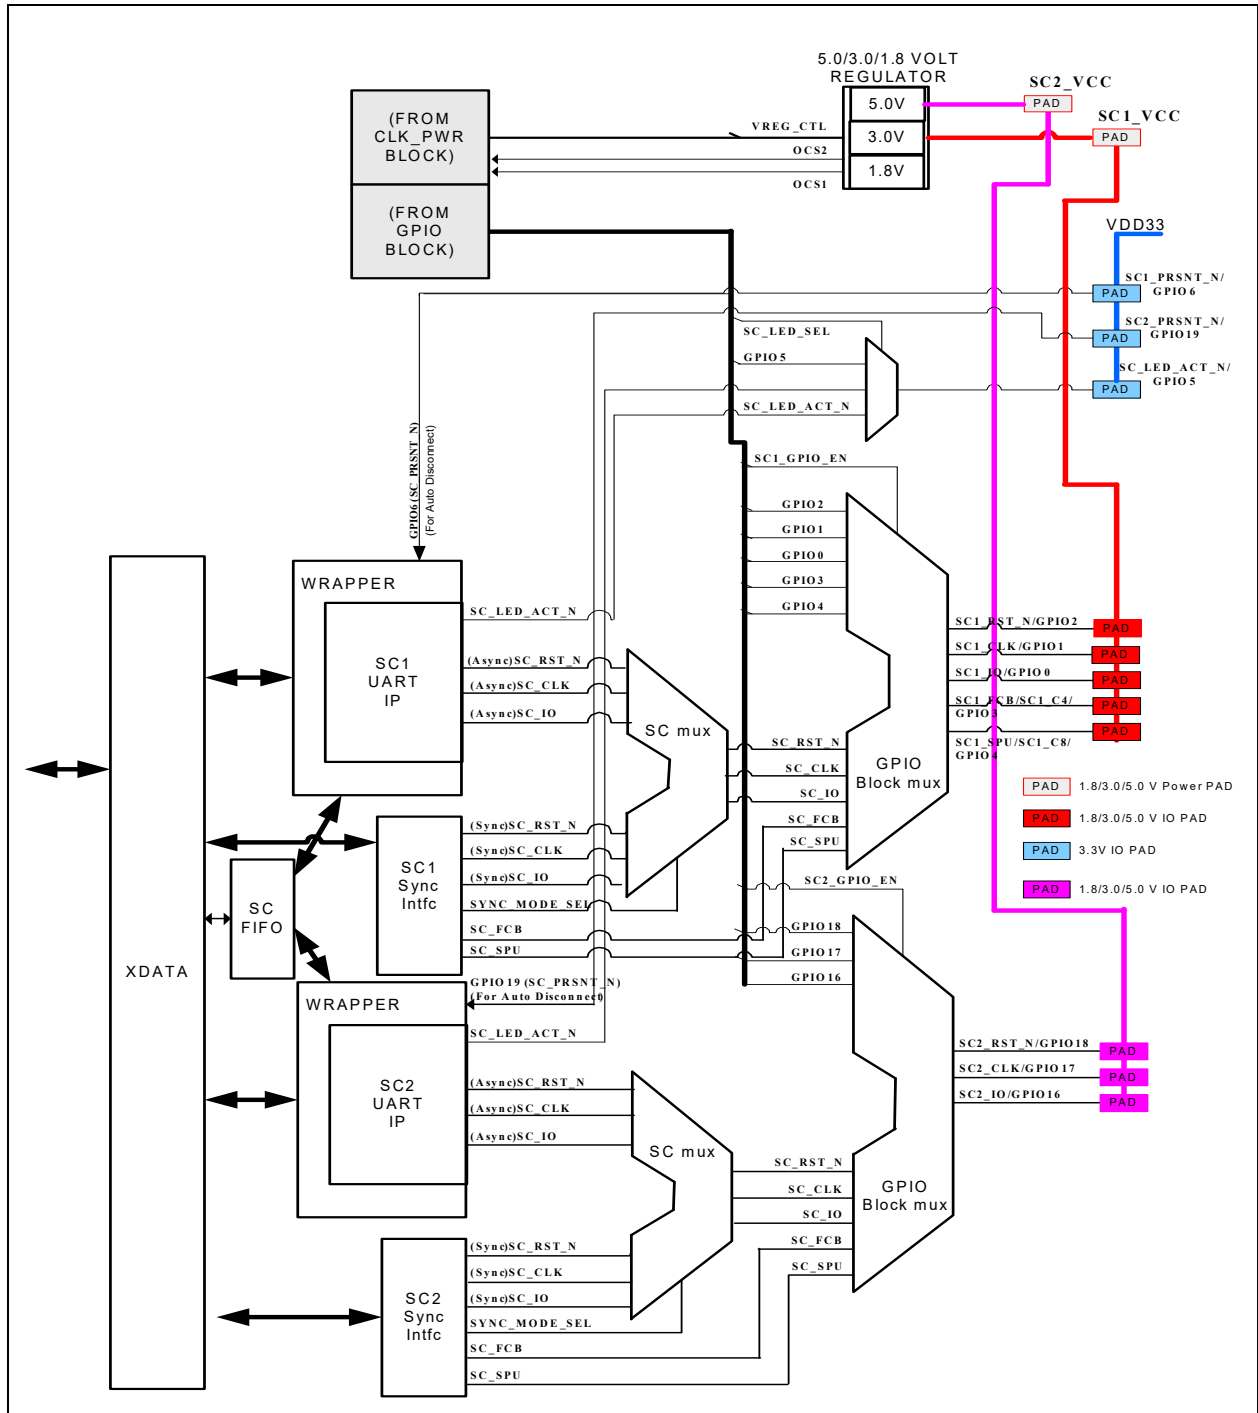 5.0/3.0/1.8 VOLT
REGULATOR
SC2_VCC
SC1_VCC
PAD
PAD
5.0V
3.0V
1.8V
(FROM
CLK_PWR
BLOCK)
VREG_CTL
OCS2
OCS1
(FROM
GPIO
BLOCK)
VDD33
SC1_PRSNT_N/
GPIO6
PAD
SC2_PRSNT_N/
GPIO19
PAD
SC_LED_ACT_N/
GPIO5
PAD
SC_LED_SEL
GPIO5
SC_LED_ACT_N
GPIO6(SC_PRSNT_N)
(For Auto Disconnect)
SC1_GPIO_EN
GPIO2
GPIO1
GPIO0
GPIO3
GPIO4
WRAPPER
SC1
UART
IP
SC_LED_ACT_N
(Async)SC_RST_N
(Async)SC_CLK
(Async)SC_IO
SC mux
SC_RST_N
SC_CLK
SC_IO
SC_FCB
SC_SPU
GPIO
Block mux
SC1_RST_N/GPIO2
SC1_CLK/GPIO1
SC1_IO/GPIO0
SC1_FCB/SC1_C4/
GPIO3
SC1_SPU/SC1_C8/
GPIO4
PAD
PAD
PAD
PAD
PAD
PAD 1.8/3.0/5.0 V Power PAD
PAD 1.8/3.0/5.0 V IO PAD
PAD 3.3V IO PAD
PAD 1.8/3.0/5.0 V IO PAD
SC1
Sync
Intfc
(Sync)SC_RST_N
(Sync)SC_CLK
(Sync)SC_IO
SYNC_MODE_SEL
SC_FCB
SC_SPU
SC
FIFO
XDATA
SC2_GPIO_EN
GPIO18
GPIO17
GPIO16
GPIO19 (SC_PRSNT_N)
(For Auto Disconnect)
WRAPPER
SC2
UART
IP
SC_LED_ACT_N
(Async)SC_RST_N
(Async)SC_CLK
(Async)SC_IO
SC mux
SC_RST_N
SC_CLK
SC_IO
SC_FCB
SC_SPU
GPIO
Block mux
SC2_RST_N/GPIO18
SC2_CLK/GPIO17
SC2_IO/GPIO16
PAD
PAD
PAD
SC2
Sync
Intfc
(Sync)SC_RST_N
(Sync)SC_CLK
(Sync)SC_IO
SYNC_MODE_SEL
SC_FCB
SC_SPU